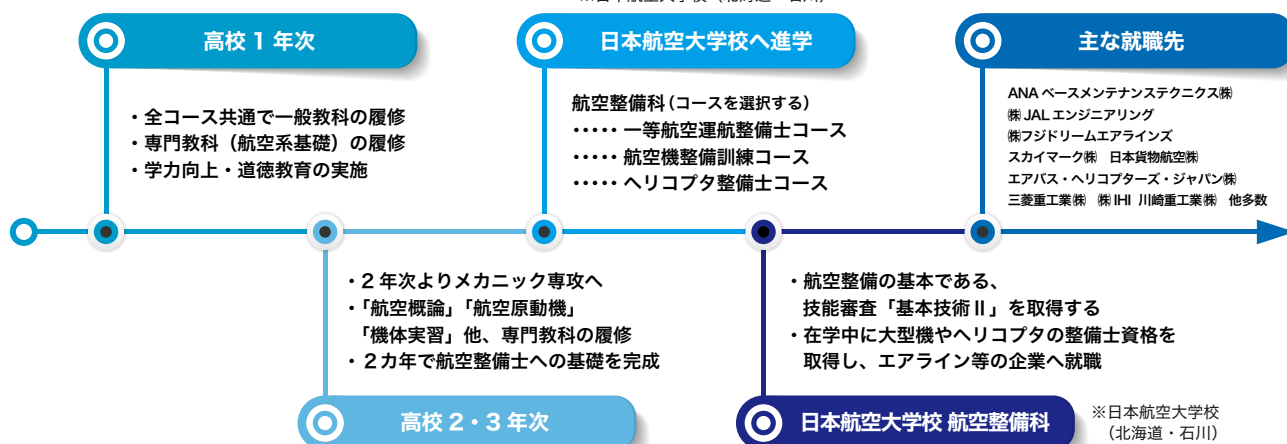 ※日本航空大学校（北海道・石川）
高校 1 年次
日本航空大学校へ進学
主な就職先
・全コース共通で一般教科の履修
・専門教科（航空系基礎）の履修
・学力向上・道徳教育の実施
航空整備科（コースを選択する）
・・・・・ 一等航空運航整備士コース
・・・・・ 航空機整備訓練コース
・・・・・ ヘリコプタ整備士コース
ANA ベースメンテナンステクニクス㈱
㈱ JAL エンジニアリング
㈱フジドリームエアラインズ
スカイマーク㈱　日本貨物航空㈱
エアバス・ヘリコプターズ・ジャパン㈱
三菱重工業㈱　㈱ IHI　川崎重工業㈱　他多数
・2 年次よりメカニック専攻へ
・「航空概論」「航空原動機」
「機体実習」他、専門教科の履修
・2カ年で航空整備士への基礎を完成
・航空整備の基本である、
技能審査「基本技術Ⅱ」を取得する
・在学中に大型機やヘリコプタの整備士資格を
取得し、エアライン等の企業へ就職
高校 2・3 年次
日本航空大学校 航空整備科
※日本航空大学校
（北海道・石川）